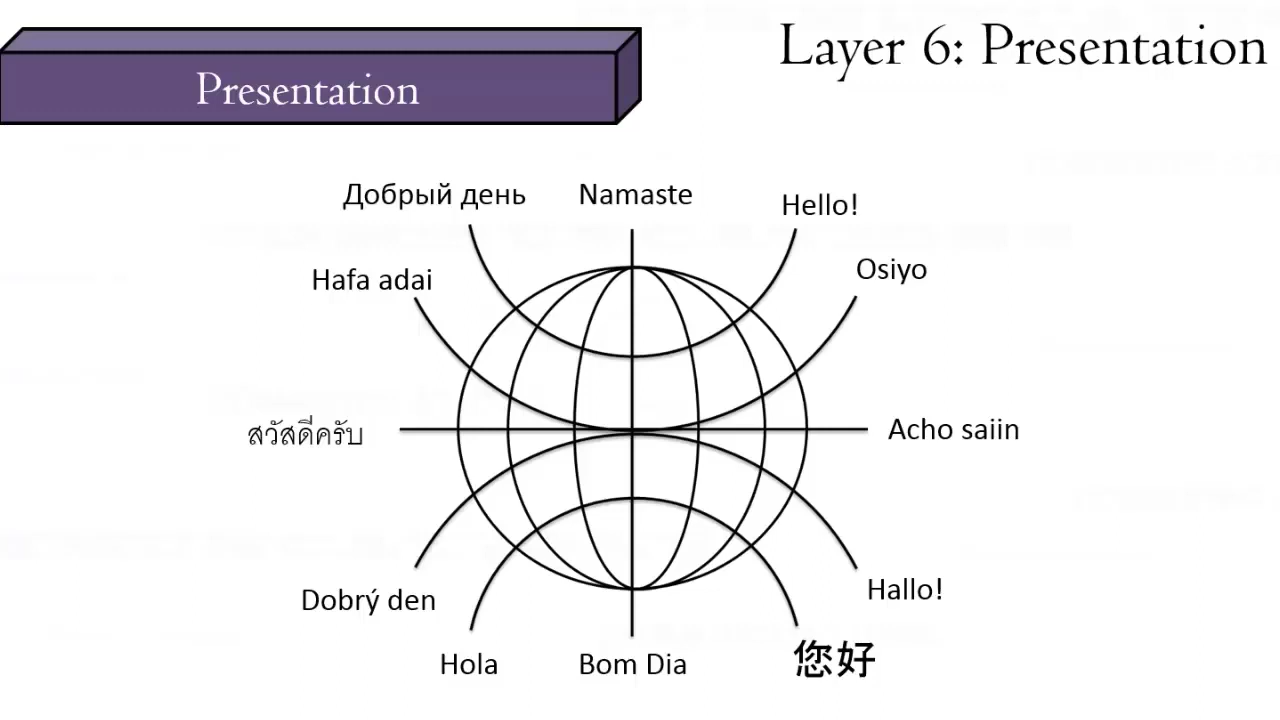 Layer 6: Presentation
Presentation
Добрый день
Namaste
Hello!
Hafa adai
Osiyo
สวัสดีครับ
Acho saiin
Dobrý den
Hallo!
Hola
Bom Dia
您好